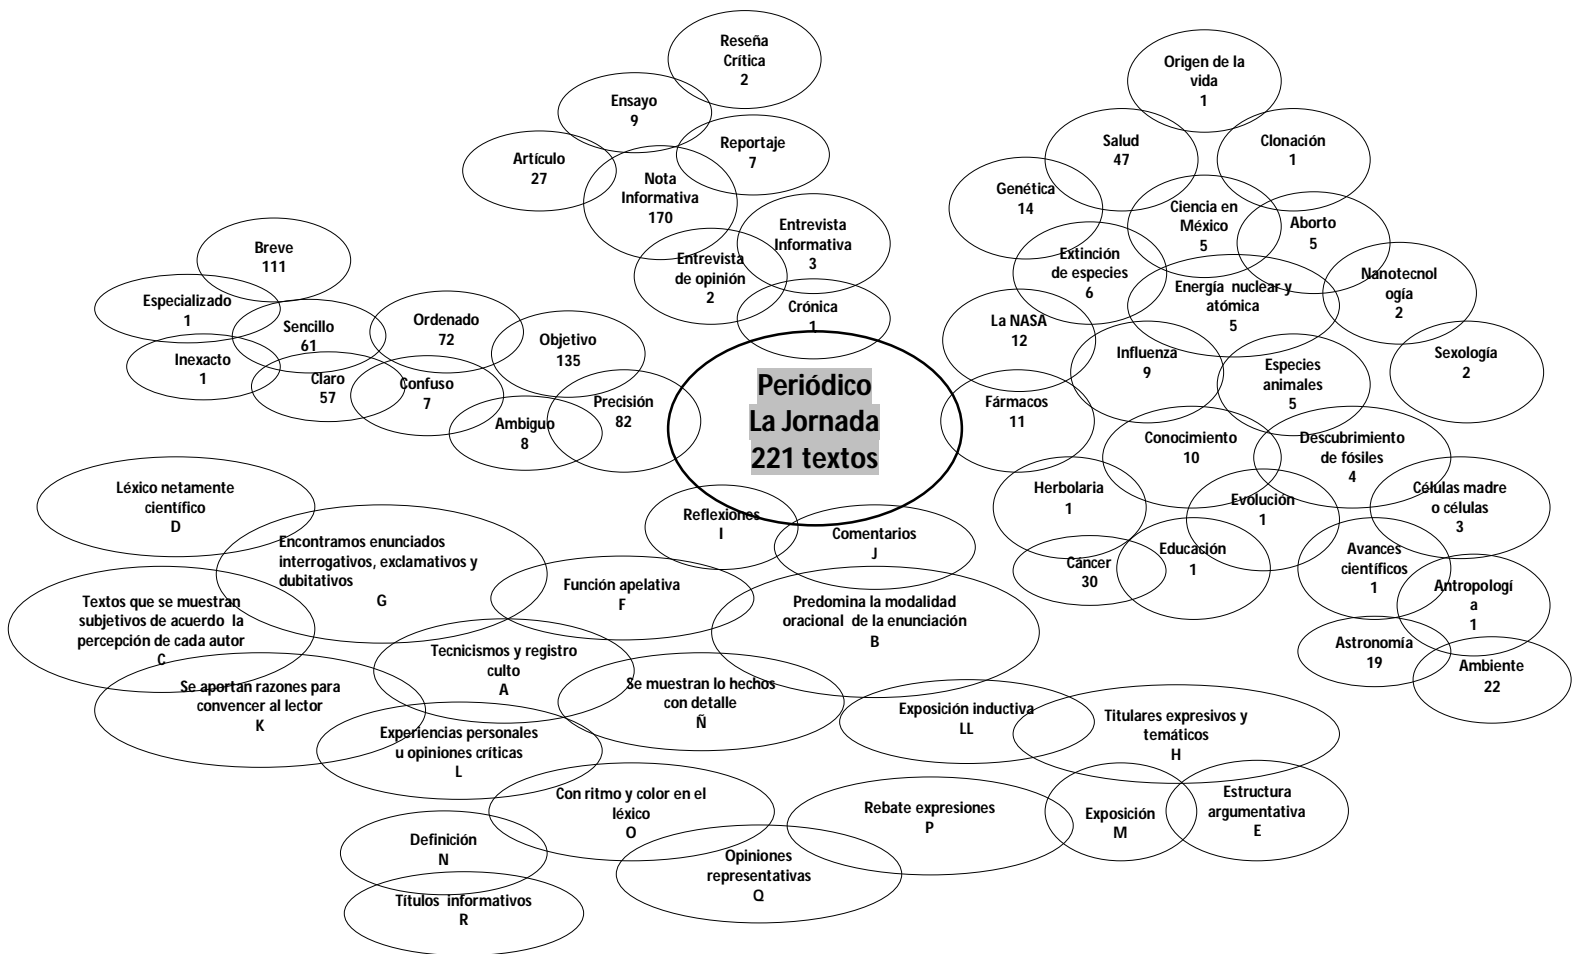 Reseña
Crítica
2
Ensayo
9
Reportaje
7
Artículo
27
Nota
Informativa
170
Entrevista
Informativa
3
Entrevista
de opinión
2
Crónica
1
Origen de la
vida
1
Salud
47
Clonación
1
Genética
14
Ciencia en
México
5
Aborto
5
Extinción
de especies
6
Energía nuclear y
atómica
5
Nanotecnol
ogía
2
La NASA
12
Influenza
9
Especies
animales
5
Sexología
2
Fármacos
11
Conocimiento
10
Descubrimiento
de fósiles
4
Herbolaria
1
Evolución
1
Células madre
o células
3
Cáncer
30
Educación
1
Avances
científicos
1
Antropologí
a
1
Astronomía
19
Ambiente
22
Breve
111
Especializado
1
Sencillo
61
Ordenado
72
Objetivo
135
Inexacto
1
Claro
57
Confuso
7
Ambiguo
8
Precisión
82
Periódico
La Jornada
221 textos
Léxico netamente
científico
D
Encontramos enunciados
interrogativos, exclamativos y
dubitativos
G
Reflexiones
I
Comentarios
J
Función apelativa
F
Textos que se muestran
subjetivos de acuerdo la
percepción de cada autor
C
Predomina la modalidad
oracional de la enunciación
B
Tecnicismos y registro
culto
A
Se aportan razones para
convencer al lector
K
Se muestran lo hechos
con detalle
Ñ
Experiencias personales
u opiniones críticas
L
Exposición inductiva
LL
Titulares expresivos y
temáticos
H
Con ritmo y color en el
léxico
O
Rebate expresiones
P
Exposición
M
Estructura
argumentativa
E
Definición
N
Opiniones
representativas
Q
Títulos informativos
R